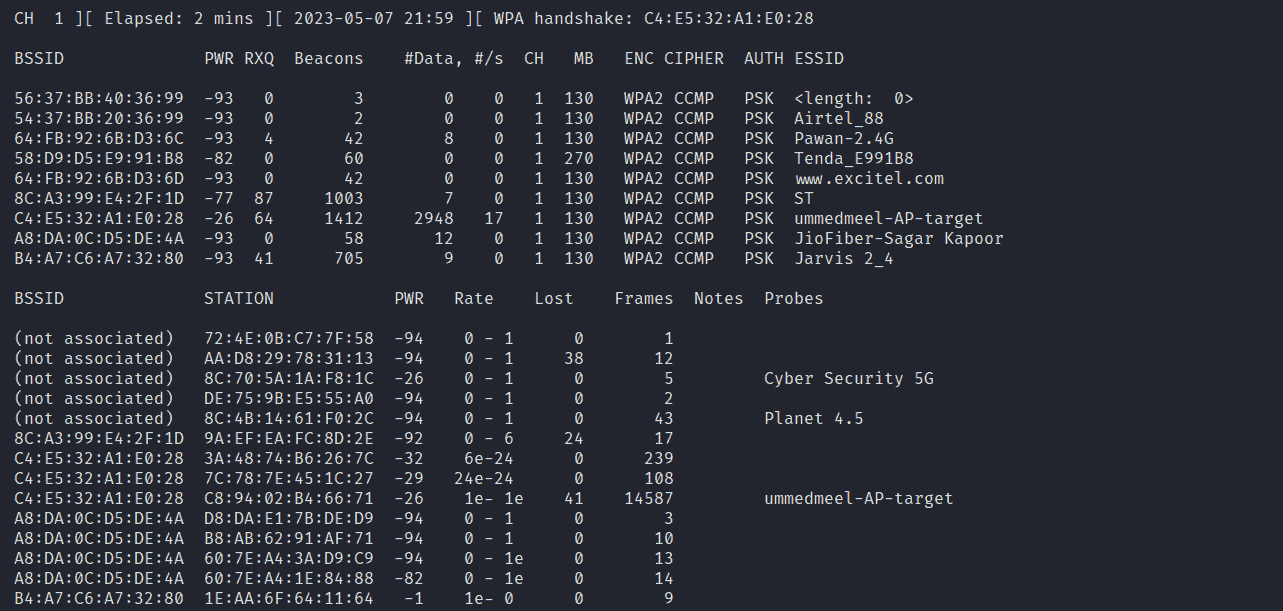 CH  1 ][ Elapsed: 2 mins ][ 2023-05-07 21:59 ][ WPA handshake: C4:E5:32:A1:E0:28
BSSID              PWR RXQ  Beacons    #Data, #/s  CH   MB   ENC CIPHER  AUTH ESSID
56:37:BB:40:36:99  -93   0        3        0    0   1  130   WPA2 CCMP   PSK  <length:  0>
54:37:BB:20:36:99  -93   0        2        0    0   1  130   WPA2 CCMP   PSK  Airtel_88
64:FB:92:6B:D3:6C  -93   4       42        8    0   1  130   WPA2 CCMP   PSK  Pawan-2.4G
58:D9:D5:E9:91:B8  -82   0       60        0    0   1  270   WPA2 CCMP   PSK  Tenda_E991B8
64:FB:92:6B:D3:6D  -93   0       42        0    0   1  130   WPA2 CCMP   PSK  www.excitel.com
8C:A3:99:E4:2F:1D  -77  87     1003        7    0   1  130   WPA2 CCMP   PSK  ST
C4:E5:32:A1:E0:28  -26  64     1412     2948   17   1  130   WPA2 CCMP   PSK  ummedmeel-AP-target
A8:DA:0C:D5:DE:4A  -93   0       58       12    0   1  130   WPA2 CCMP   PSK  JioFiber-Sagar Kapoor
B4:A7:C6:A7:32:80  -93  41      705        9    0   1  130   WPA2 CCMP   PSK  Jarvis 2_4
BSSID              STATION            PWR   Rate    Lost    Frames  Notes  Probes
(not associated)   72:4E:0B:C7:7F:58  -94    0 - 1      0        1
(not associated)   AA:D8:29:78:31:13  -94    0 - 1     38       12
(not associated)   8C:70:5A:1A:F8:1C  -26    0 - 1      0        5         Cyber Security 5G
(not associated)   DE:75:9B:E5:55:A0  -94    0 - 1      0        2
(not associated)   8C:4B:14:61:F0:2C  -94    0 - 1      0       43         Planet 4.5
8C:A3:99:E4:2F:1D  9A:EF:EA:FC:8D:2E  -92    0 - 6     24       17
C4:E5:32:A1:E0:28  3A:48:74:B6:26:7C  -32    6e-24      0      239
C4:E5:32:A1:E0:28  7C:78:7E:45:1C:27  -29   24e-24      0      108
C4:E5:32:A1:E0:28  C8:94:02:B4:66:71  -26    1e- 1e    41    14587         ummedmeel-AP-target
A8:DA:0C:D5:DE:4A  D8:DA:E1:7B:DE:D9  -94    0 - 1      0        3
A8:DA:0C:D5:DE:4A  B8:AB:62:91:AF:71  -94    0 - 1      0       10
A8:DA:0C:D5:DE:4A  60:7E:A4:3A:D9:C9  -94    0 - 1e     0       13
A8:DA:0C:D5:DE:4A  60:7E:A4:1E:84:88  -82    0 - 1e     0       14
B4:A7:C6:A7:32:80  1E:AA:6F:64:11:64   -1    1e- 0      0        9